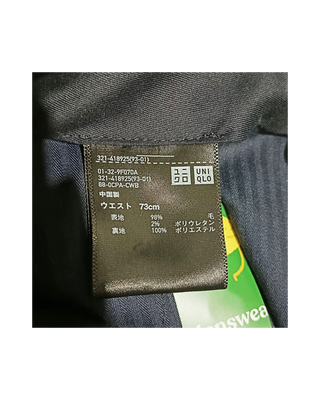 321-418925(93-01)
01-32-9F070A
321-418925(93-01)
88-0CPA-CWB
中国製
ユニ
クロ
UNI
QLO
ウエスト 73cm
表地 98% 毛
2% ポリウレタン
裏地 100% ポリエステル